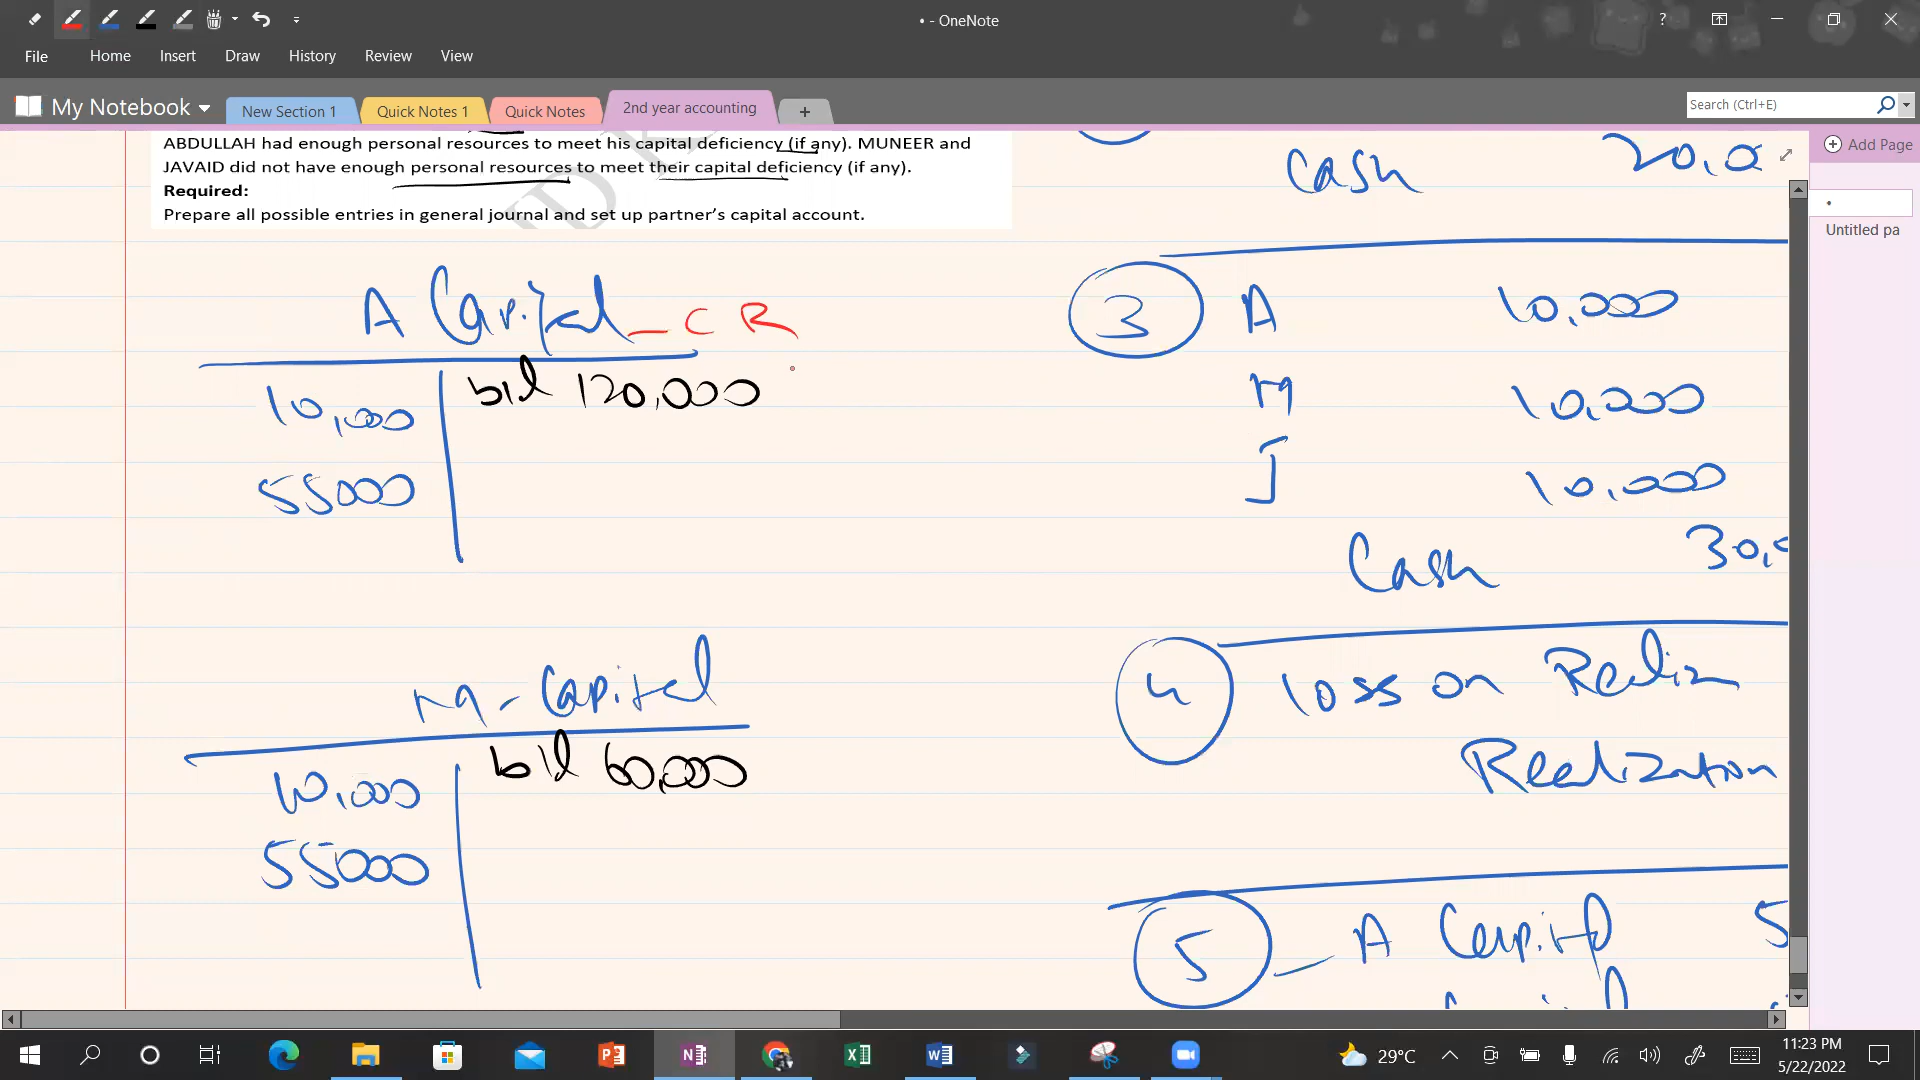 • - OneNote
?
File Home Insert Draw History Review View
My Notebook
New Section 1 Quick Notes 1 Quick Notes 2nd year accounting +
Search (Ctrl+E)
Add Page
•
Untitled pa
ABDULLAH had enough personal resources to meet his capital deficiency (if any). MUNEER and
JAVAID did not have enough personal resources to meet their capital deficiency (if any).
Required:
Prepare all possible entries in general journal and set up partner's capital account.
A Capital - CR
10,000 b/d 120,000
55000
M - Capital
10,000 b/d 60,000
55000
Cash 20,0
3 A 10,000
M 10,000
J 10,000
Cash 30,0
4 loss on Realiz
Realization
5 - A Capital 5
29°C
11:23 PM
5/22/2022